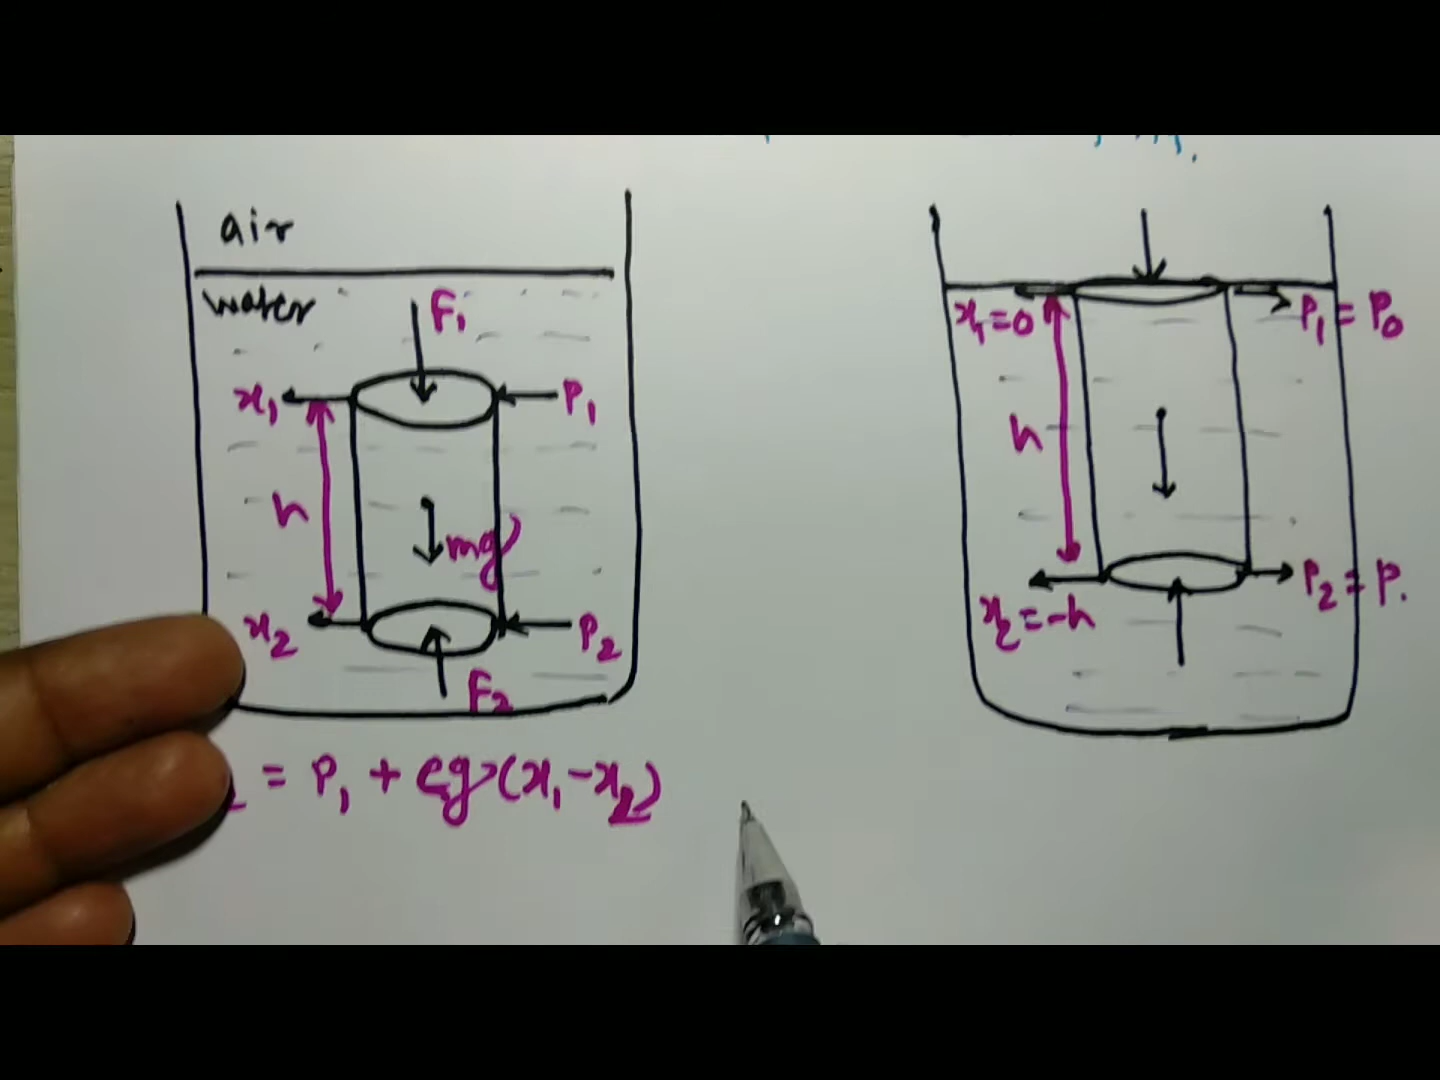 air
water
F₁
x₁
P₁
h
mg
x₂
P₂
F₂
= P₁ + ρg(x₁-x₂)
x₁=0
P₁ = P₀
h
x₂=-h
P₂ = P.